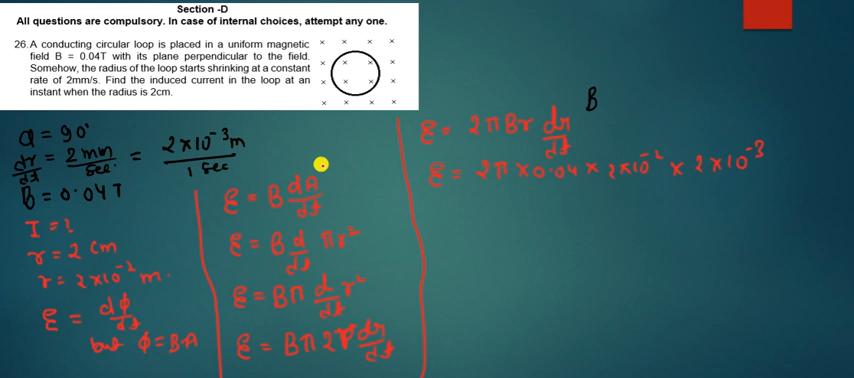 Section -D
All questions are compulsory. In case of internal choices, attempt any one.
26. A conducting circular loop is placed in a uniform magnetic
field B = 0.04T with its plane perpendicular to the field.
Somehow, the radius of the loop starts shrinking at a constant
rate of 2mm/s. Find the induced current in the loop at an
instant when the radius is 2cm.
Q = 90°
dr/dt = 2mm/sec. = 2×10⁻³m/1 sec
B = 0.04T
I = ?
r = 2 cm
r = 2×10⁻² m.
ε = dϕ/dt
but ϕ = BA
ε = B dA/dt
ε = B d/dt πr²
ε = Bπ d/dt r²
ε = Bπ 2r dr/dt
ε = 2πBr dr/dt
B
ε = 2π × 0.04 × 2×10⁻² × 2×10⁻³